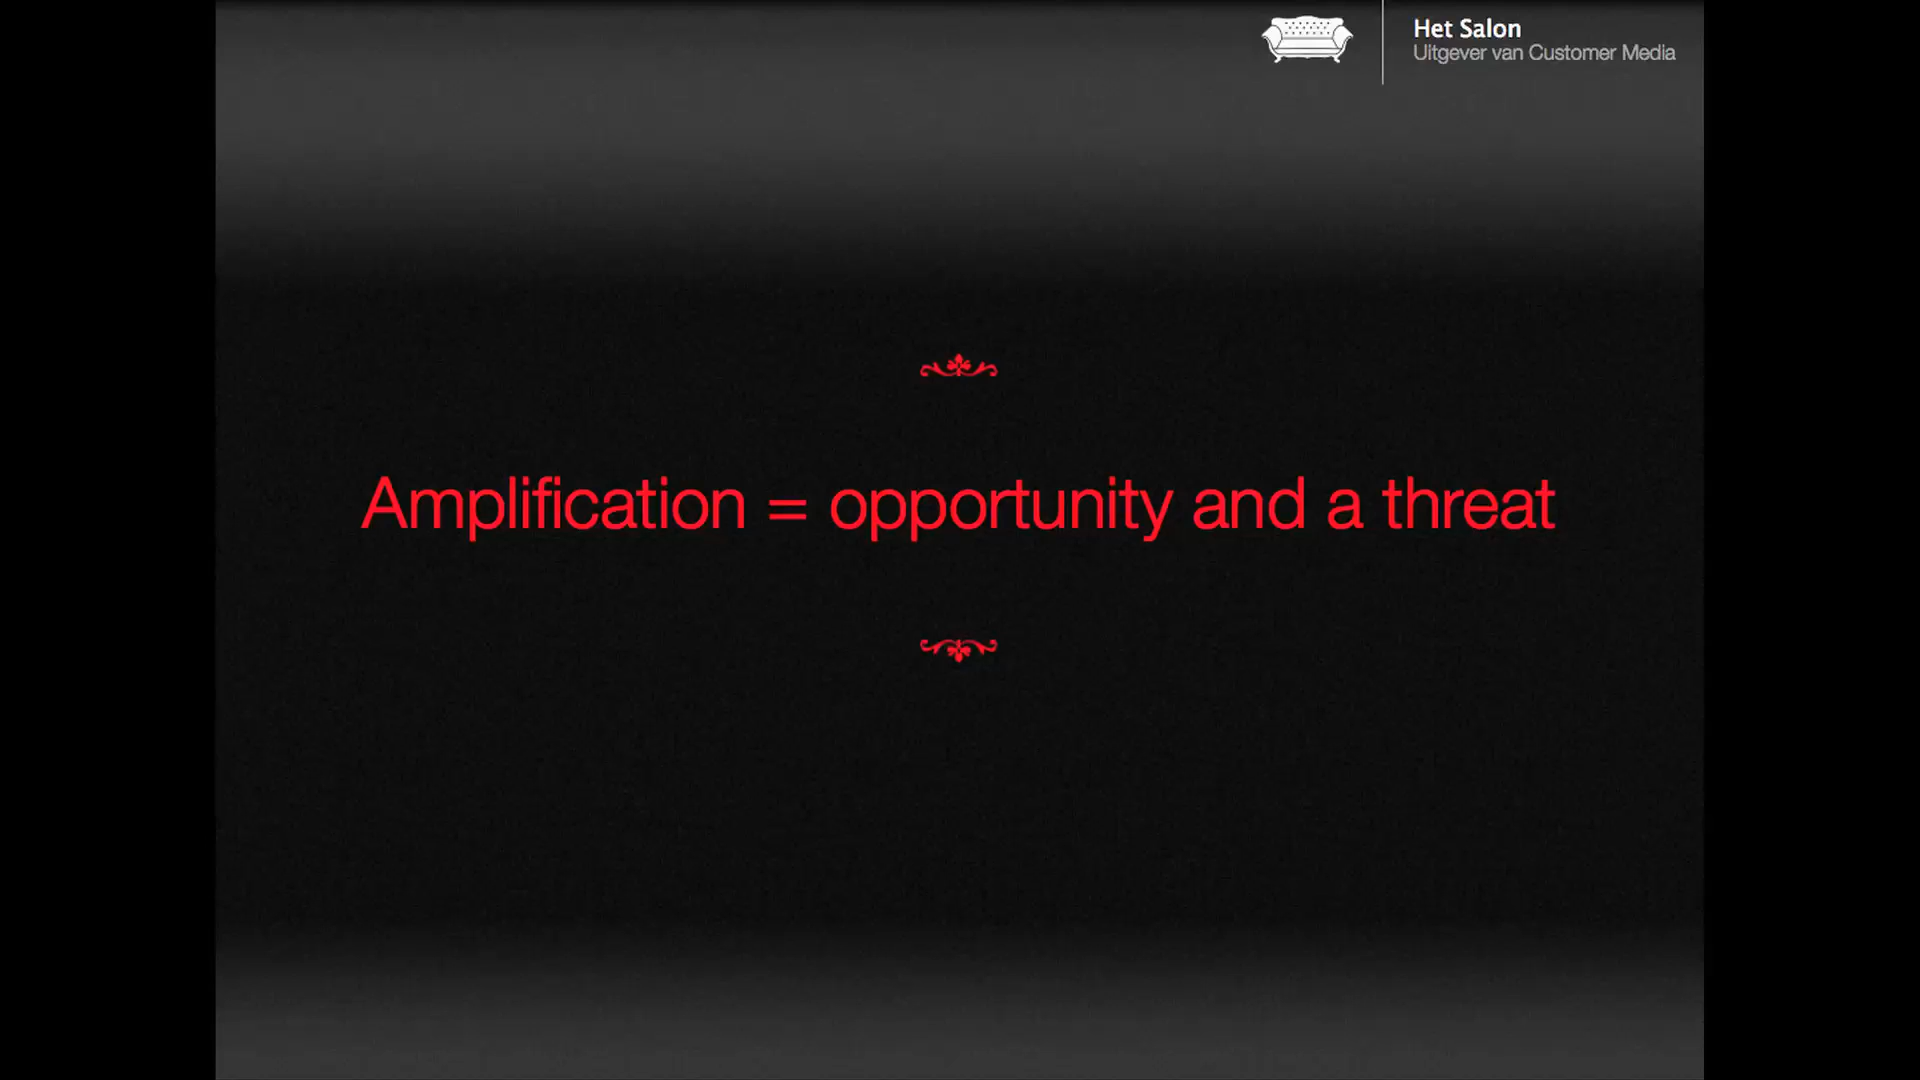 Het Salon
Uitgever van Customer Media
Amplification = opportunity and a threat